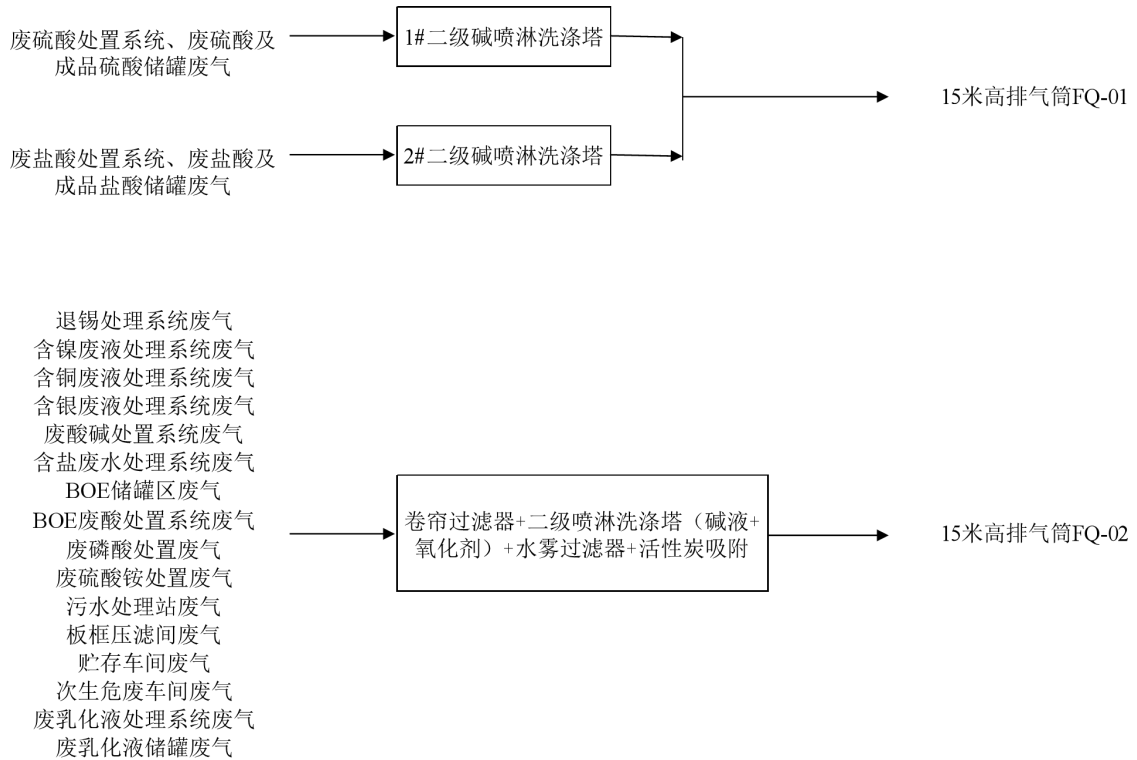 废硫酸处置系统、废硫酸及
成品硫酸储罐废气
1#二级碱喷淋洗涤塔
15米高排气筒FQ-01
废盐酸处置系统、废盐酸及
成品盐酸储罐废气
2#二级碱喷淋洗涤塔
退锡处理系统废气
含镍废液处理系统废气
含铜废液处理系统废气
含银废液处理系统废气
废酸碱处置系统废气
含盐废水处理系统废气
BOE储罐区废气
BOE废酸处置系统废气
废磷酸处置废气
废硫酸铵处置废气
污水处理站废气
板框压滤间废气
贮存车间废气
次生危废车间废气
废乳化液处理系统废气
废乳化液储罐废气
卷帘过滤器+二级喷淋洗涤塔（碱液+
氧化剂）+水雾过滤器+活性炭吸附
15米高排气筒FQ-02